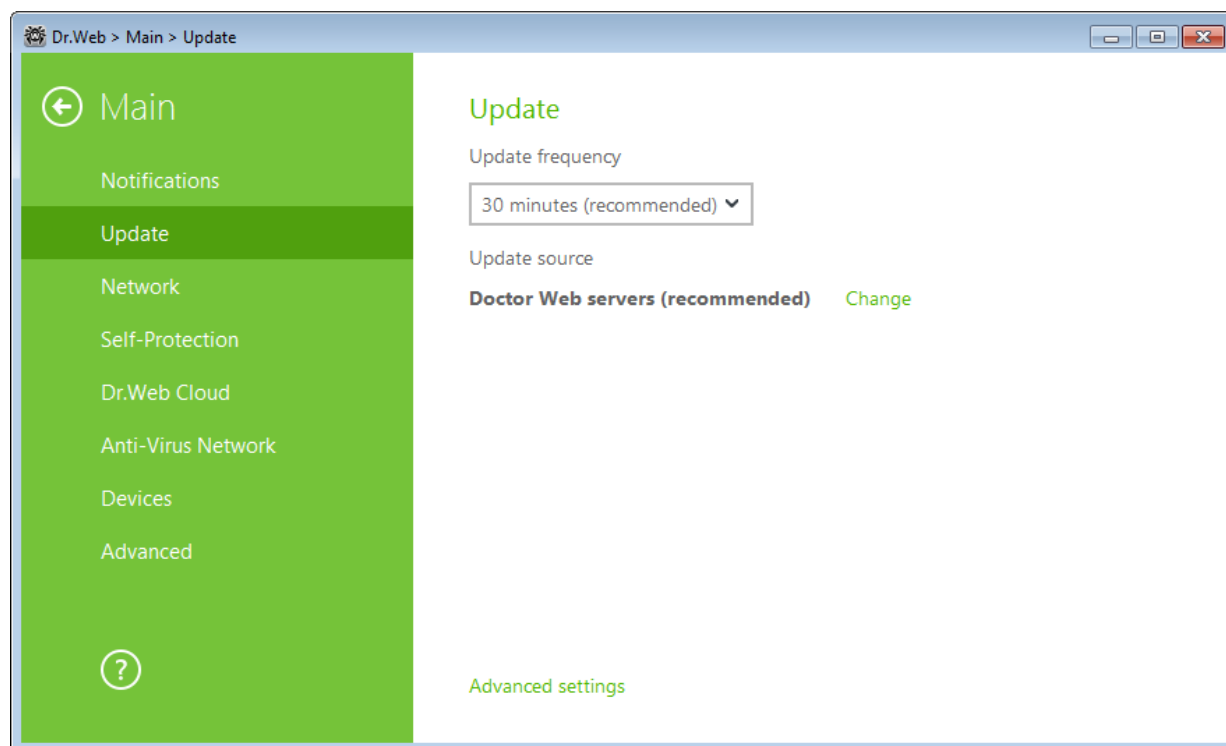 Dr.Web > Main > Update
Main
Notifications
Update
Network
Self-Protection
Dr.Web Cloud
Anti-Virus Network
Devices
Advanced
?
Update
Update frequency
30 minutes (recommended)
Update source
Doctor Web servers (recommended) Change
Advanced settings